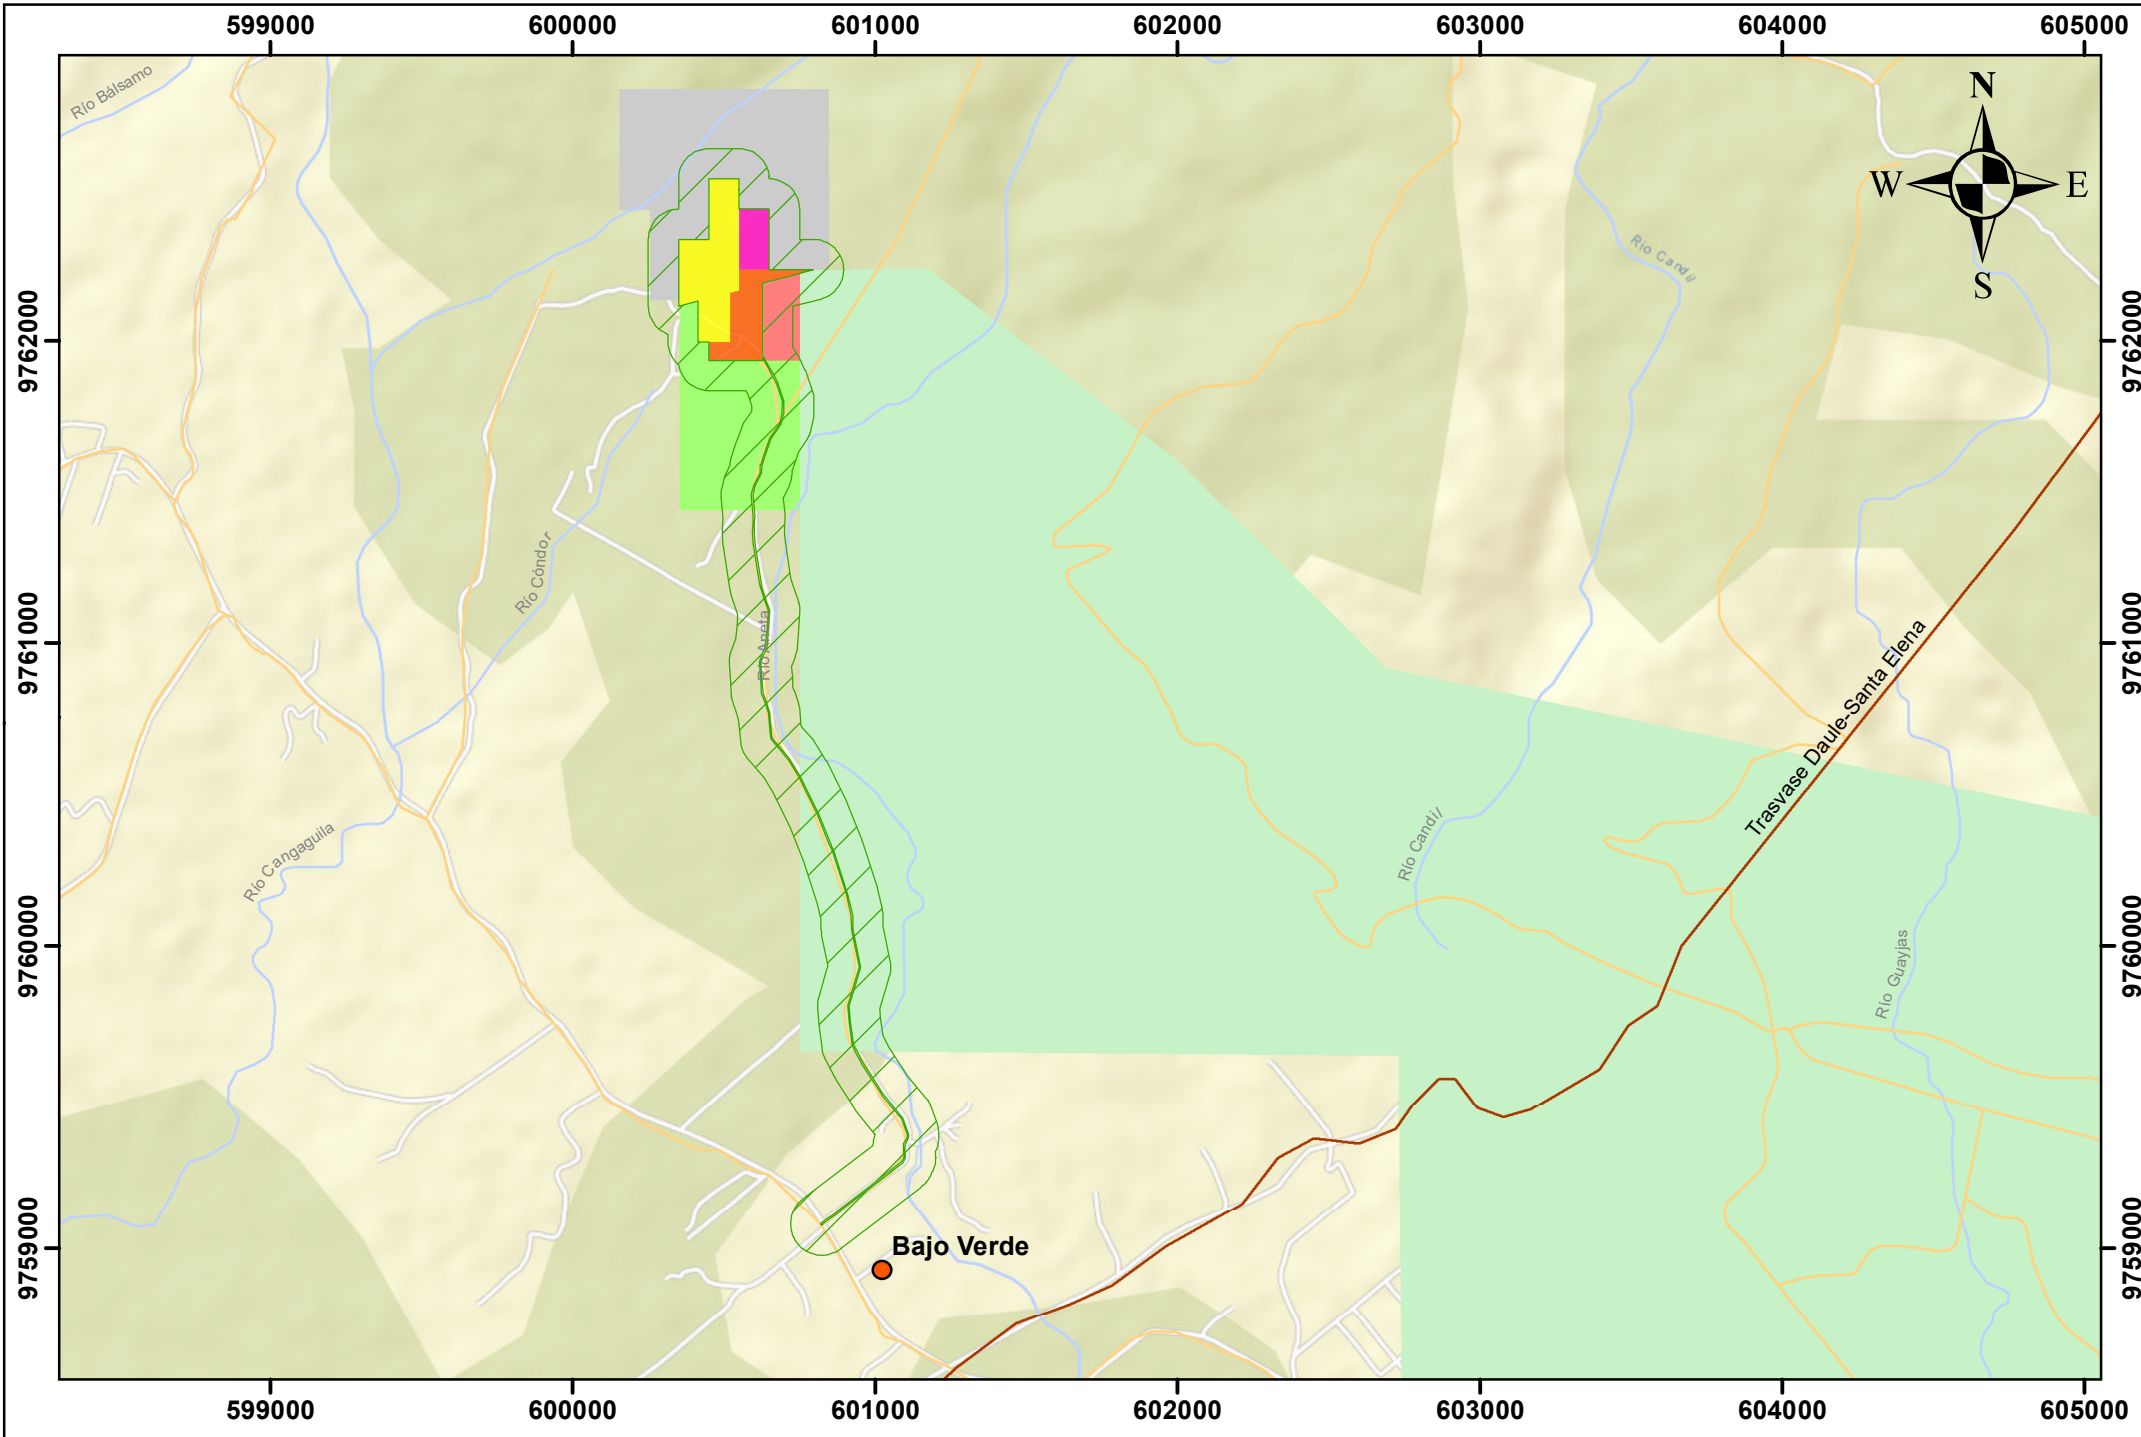 599000 600000 601000 602000 603000 604000 605000
Río Bálsamo
N
W E
S
Río Candil
9762000 9762000
Río Cóndor
Río Aneta
9761000 9761000
Trasvase Daule-Santa Elena
Río Cangaguila
Río Candil
9760000 9760000
Río Guayjas
9759000 9759000
Bajo Verde
599000 600000 601000 602000 603000 604000 605000